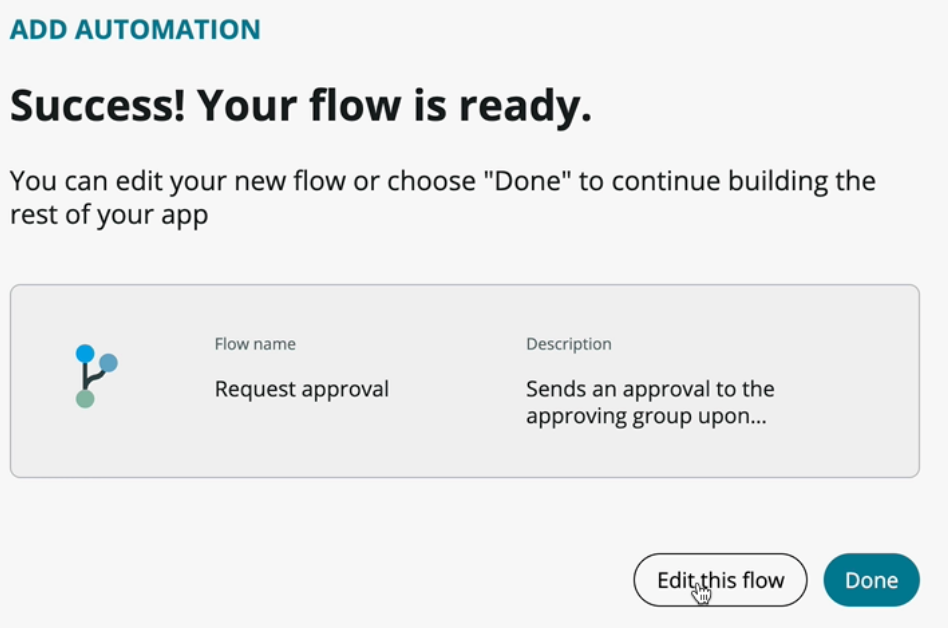 ADD AUTOMATION
Success! Your flow is ready.
You can edit your new flow or choose "Done" to continue building the
rest of your app
Flow name
Description
Request approval
Sends an approval to the
approving group upon...
Edit this flow
Done